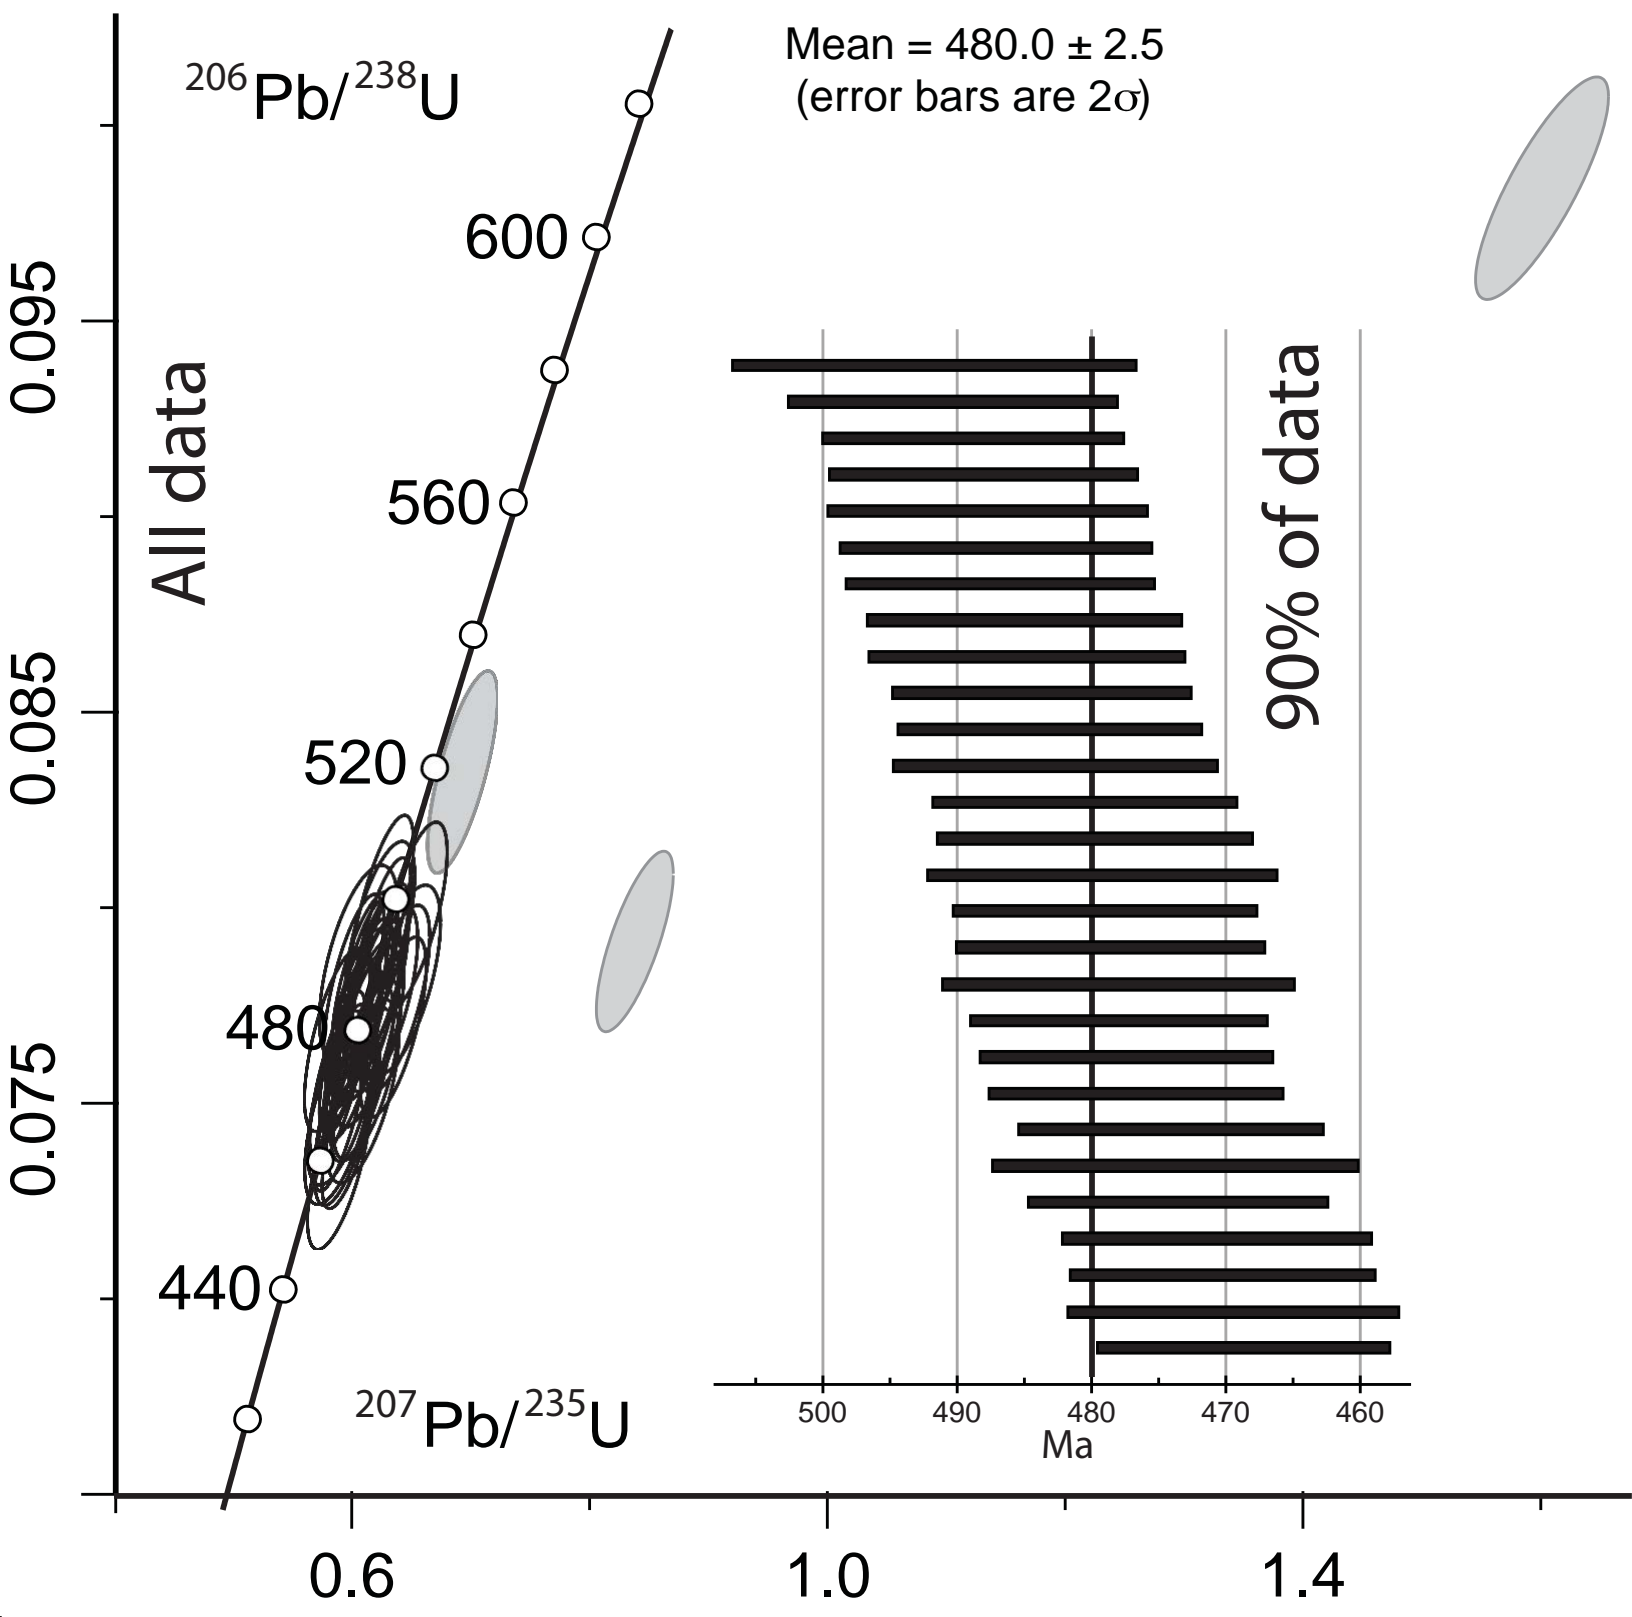 Mean = 480.0 ± 2.5
(error bars are 2σ)
206Pb/238U
600
0.095
All data
90% of data
560
0.085
520
480
0.075
440
500 490 480 470 460
Ma
207Pb/235U
0.6 1.0 1.4